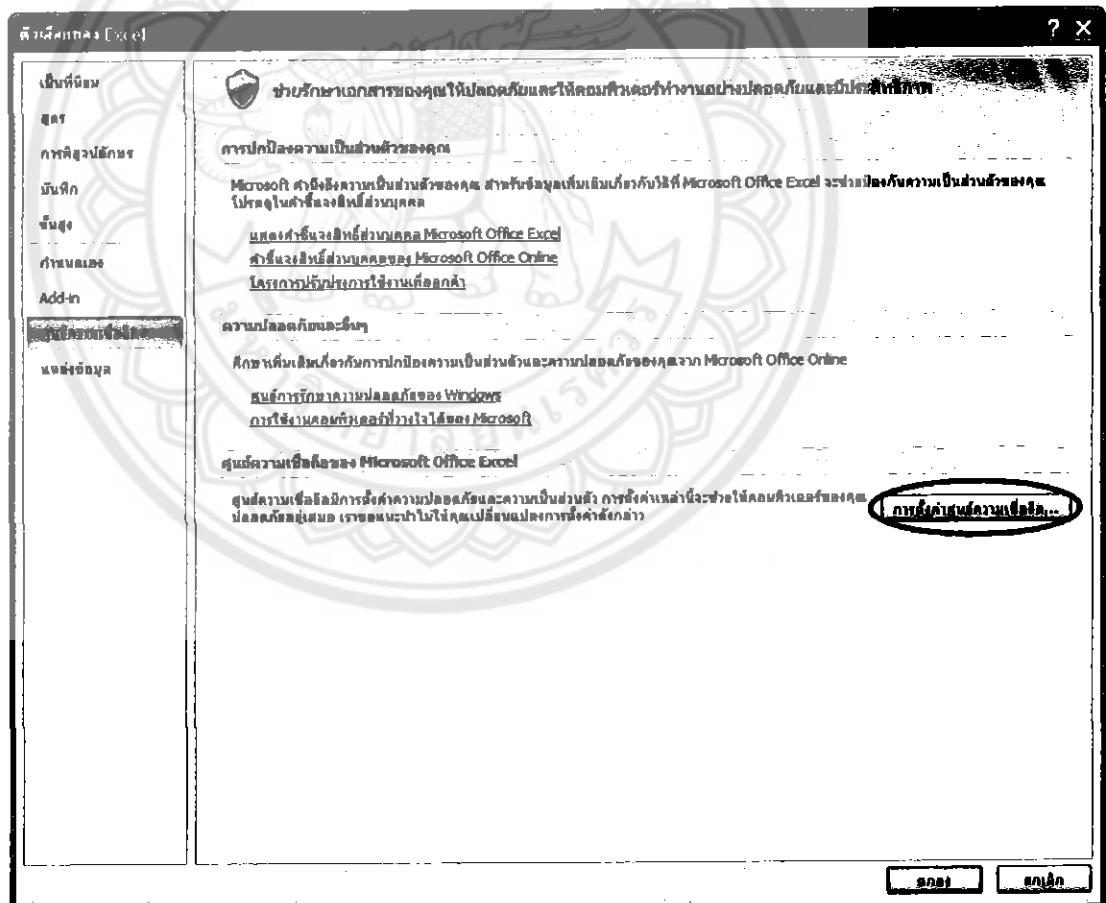 ตัวเลือกของ Excel
? X
เป็นที่นิยม
สูตร
การพิสูจน์อักษร
บันทึก
ขั้นสูง
กำหนดเอง
Add-in
ศูนย์ความเชื่อถือ
แหล่งข้อมูล
ช่วยรักษาเอกสารของคุณให้ปลอดภัยและให้คอมพิวเตอร์ทำงานอย่างปลอดภัยและมีประสิทธิภาพ
การปกป้องความเป็นส่วนตัวของคุณ
Microsoft คำนึงถึงความเป็นส่วนตัวของคุณ สำหรับข้อมูลเพิ่มเติมเกี่ยวกับวิธีที่ Microsoft Office Excel จะช่วยป้องกันความเป็นส่วนตัวของคุณ
โปรดดูในคำชี้แจงสิทธิ์ส่วนบุคคล
แสดงคำชี้แจงสิทธิ์ส่วนบุคคล Microsoft Office Excel
คำชี้แจงสิทธิ์ส่วนบุคคลของ Microsoft Office Online
โครงการปรับปรุงการใช้งานเพื่อลูกค้า
ความปลอดภัยและอื่นๆ
ศึกษาเพิ่มเติมเกี่ยวกับการปกป้องความเป็นส่วนตัวและความปลอดภัยของคุณจาก Microsoft Office Online
ศูนย์การรักษาความปลอดภัยของ Windows
การใช้งานคอมพิวเตอร์ที่วางใจได้ของ Microsoft
ศูนย์ความเชื่อถือของ Microsoft Office Excel
ศูนย์ความเชื่อถือมีการตั้งค่าความปลอดภัยและความเป็นส่วนตัว การตั้งค่าเหล่านี้จะช่วยให้คอมพิวเตอร์ของคุณ
ปลอดภัยอยู่เสมอ เราขอแนะนำไม่ให้คุณเปลี่ยนแปลงการตั้งค่าดังกล่าว
การตั้งค่าศูนย์ความเชื่อถือ...
ตกลง
ยกเลิก